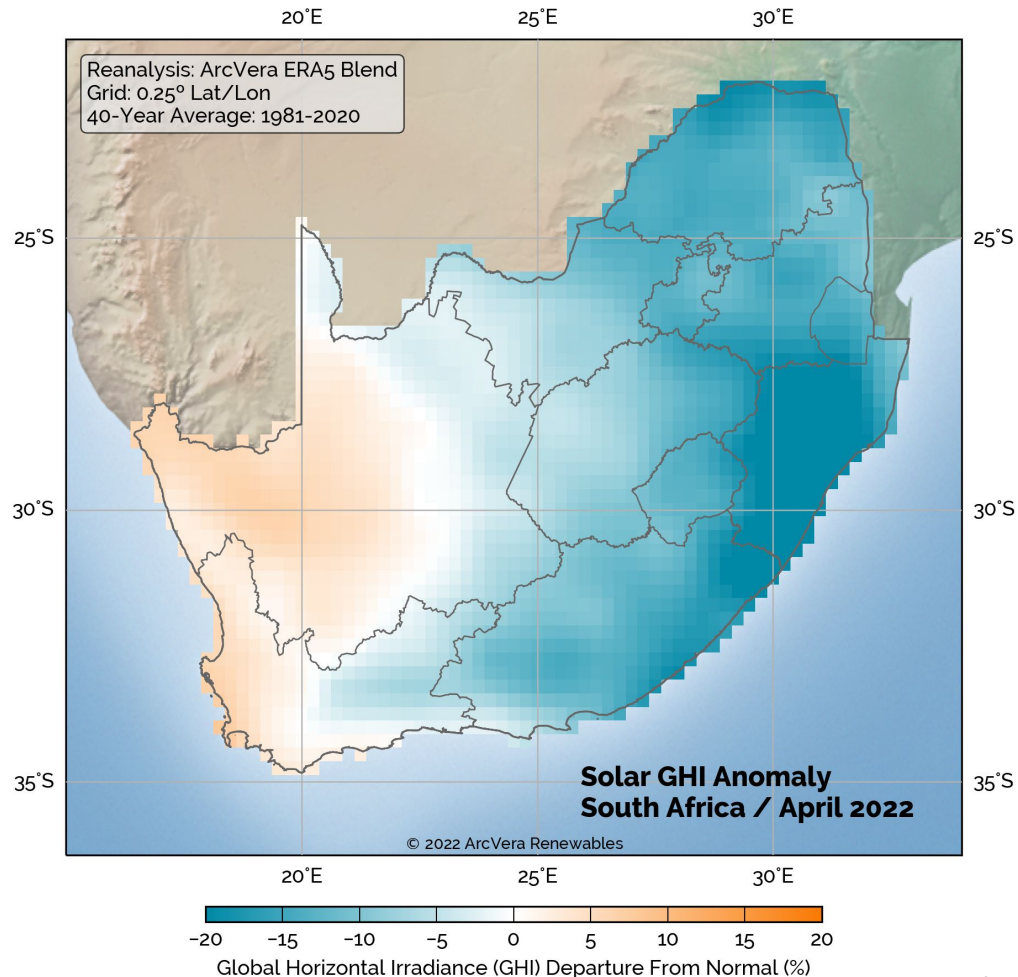 20°E 25°E 30°E
Reanalysis: ArcVera ERA5 Blend
Grid: 0.25º Lat/Lon
40-Year Average: 1981-2020
25°S 25°S
30°S 30°S
35°S 35°S
Solar GHI Anomaly
South Africa / April 2022
© 2022 ArcVera Renewables
20°E 25°E 30°E
−20 −15 −10 −5 0 5 10 15 20
Global Horizontal Irradiance (GHI) Departure From Normal (%)